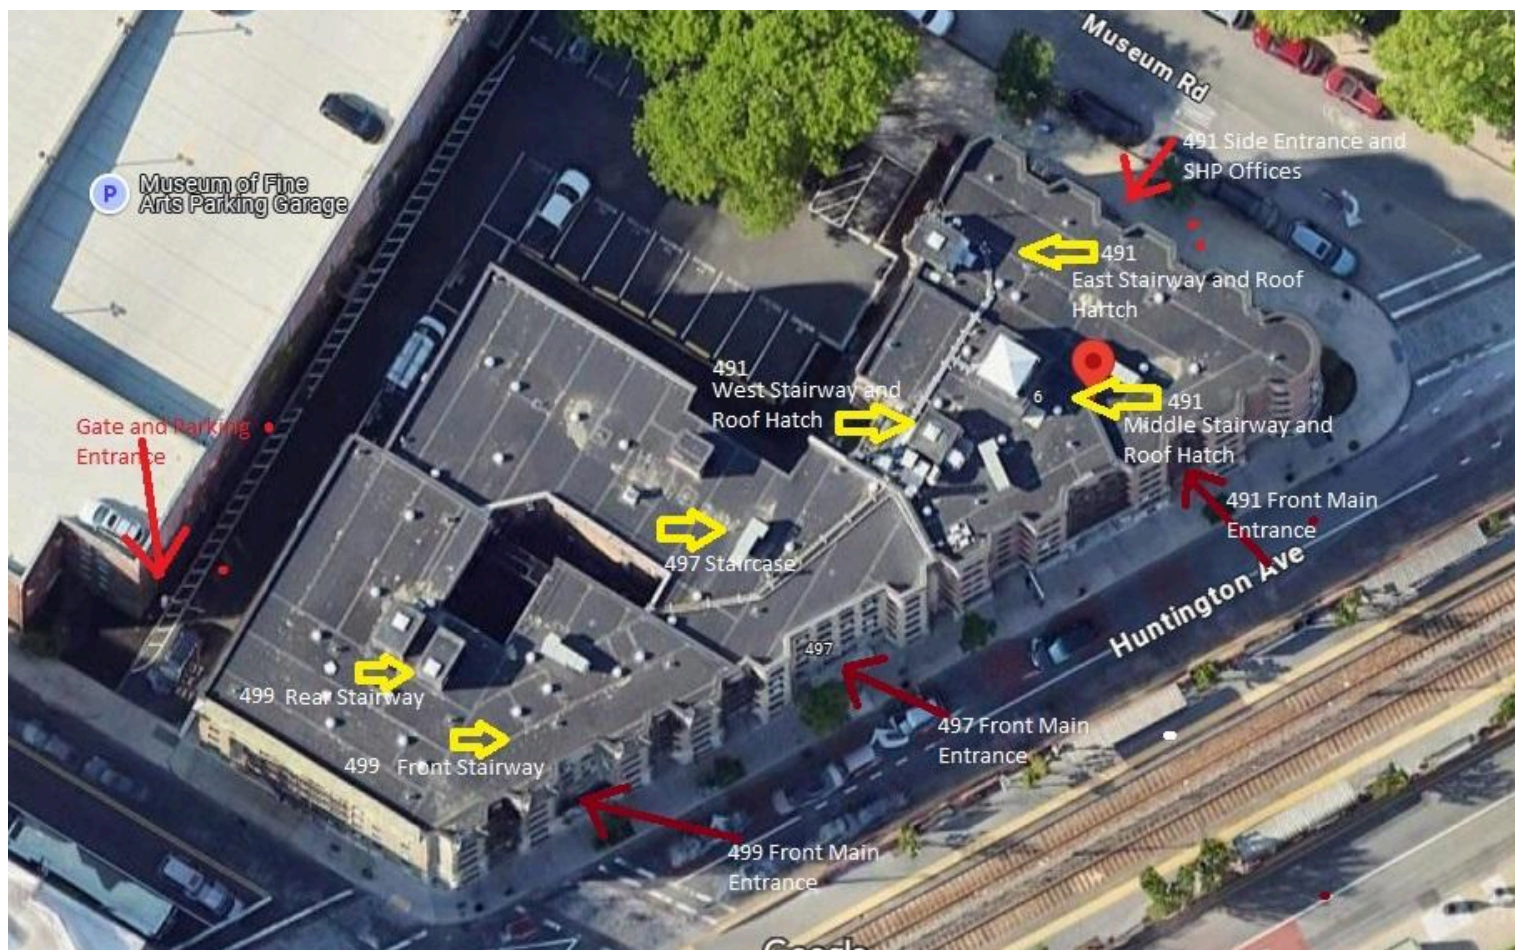 Museum Rd
491 Side Entrance and
SHP Offices
P
Museum of Fine
Arts Parking Garage
491
East Stairway and Roof
Hartch
491
West Stairway and
Roof Hatch
6
491
Middle Stairway and
Roof Hatch
Gate and Parking
Entrance
491 Front Main
Entrance
497 Staircase
Huntington Ave
497
499 Rear Stairway
497 Front Main
Entrance
499 Front Stairway
499 Front Main
Entrance
Google